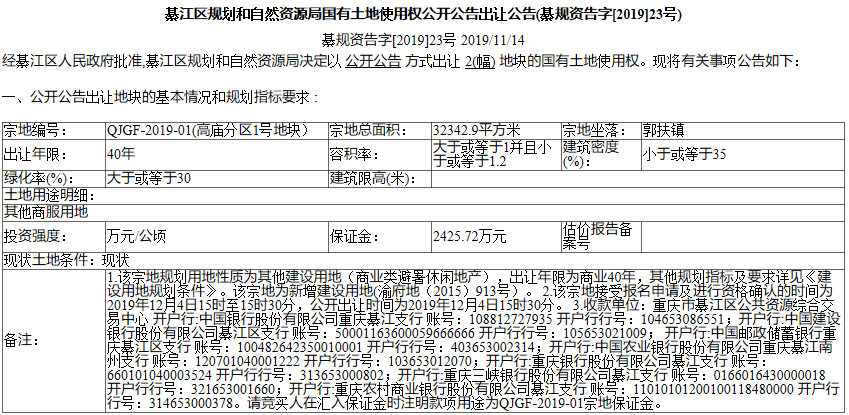 綦江区规划和自然资源局国有土地使用权公开公告出让公告(綦规资告字[2019]23号)
綦规资告字[2019]23号 2019/11/14
经綦江区人民政府批准,綦江区规划和自然资源局决定以 公开公告 方式出让 2(幅) 地块的国有土地使用权。现将有关事项公告如下：
一、公开公告出让地块的基本情况和规划指标要求：
宗地编号： QJGF-2019-01(高庙分区1号地块） 宗地总面积： 32342.9平方米 宗地坐落： 郭扶镇
出让年限： 40年 容积率： 大于或等于1并且小于或等于1.2 建筑密度(%)： 小于或等于35
绿化率(%)： 大于或等于30 建筑限高(米)：
土地用途明细：
其他商服用地
投资强度： 万元/公顷 保证金： 2425.72万元 估价报告备案号
现状土地条件：现状
备注：
1.该宗地规划用地性质为其他建设用地（商业类避暑休闲地产），出让年限为商业40年，其他规划指标及要求详见《建
设用地规划条件》。该宗地为新增建设用地(渝府地（2015）913号）。 2.该宗地接受报名申请及进行资格确认的时间为
2019年12月4日15时至15时30分，公开出让时间为2019年12月4日15时30分。 3.收款单位：重庆市綦江区公共资源综合交
易中心 开户行:中国银行股份有限公司重庆綦江支行 账号：108812727935 开户行行号：104653086551；开户行:中国建设
银行股份有限公司綦江区支行 账号：50001163600059666666 开户行行号：105653021009； 开户行:中国邮政储蓄银行重
庆綦江区支行 账号：100482642350010001 开户行行号：403653002314；开户行:中国农业银行股份有限公司重庆綦江南
州支行 账号：120701040001222 开户行行号：103653012070；开户行:重庆银行股份有限公司綦江支行 账号：
660101040003524 开户行行号：313653000802；开户行:重庆三峡银行股份有限公司綦江支行 账号：0166016430000018
开户行行号：321653001660；开户行:重庆农村商业银行股份有限公司綦江支行 账号：1101010120010011848000 开户行
行号：314653000378。请竞买人在汇入保证金时注明款项用途为QJGF-2019-01宗地保证金。